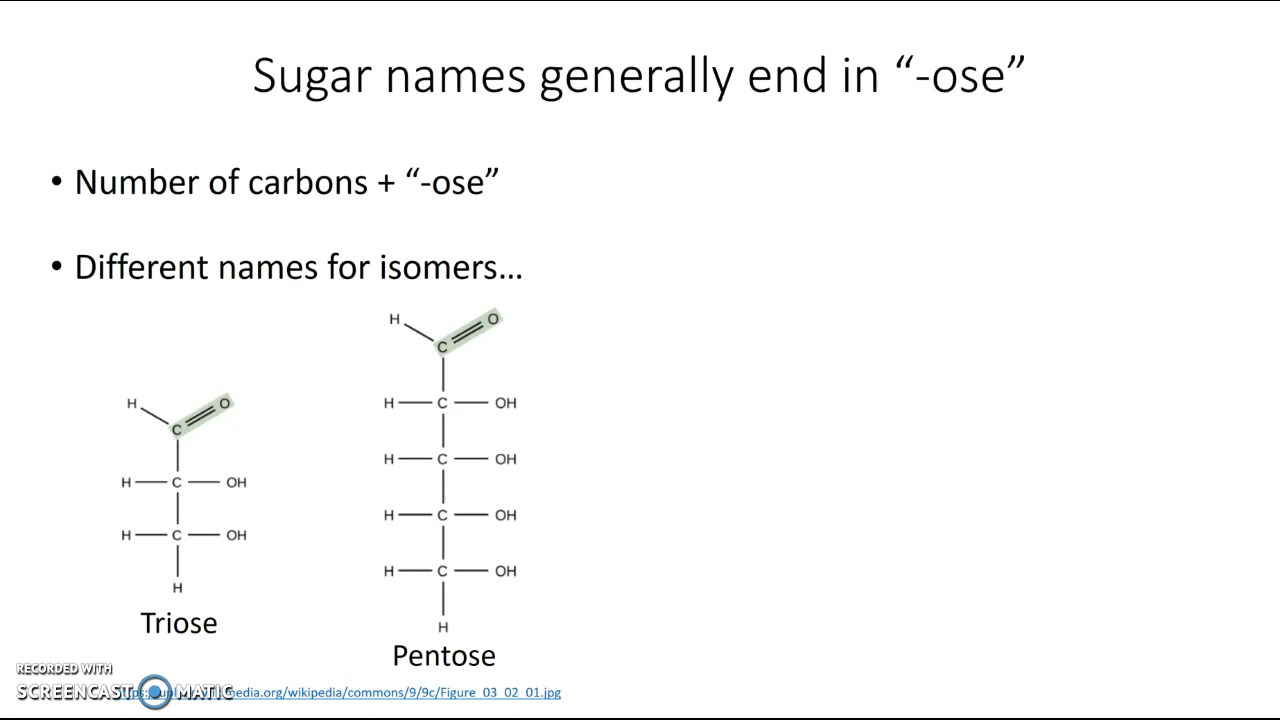 Sugar names generally end in “-ose”
• Number of carbons + “-ose”
• Different names for isomers...
H C O
H C OH
H C OH
H
Triose
H C O
H C OH
H C OH
H C OH
H C OH
H
Pentose
RECORDED WITH
SCREENCAST MATIC
media.org/wikipedia/commons/9/9c/Figure_03_02_01.jpg